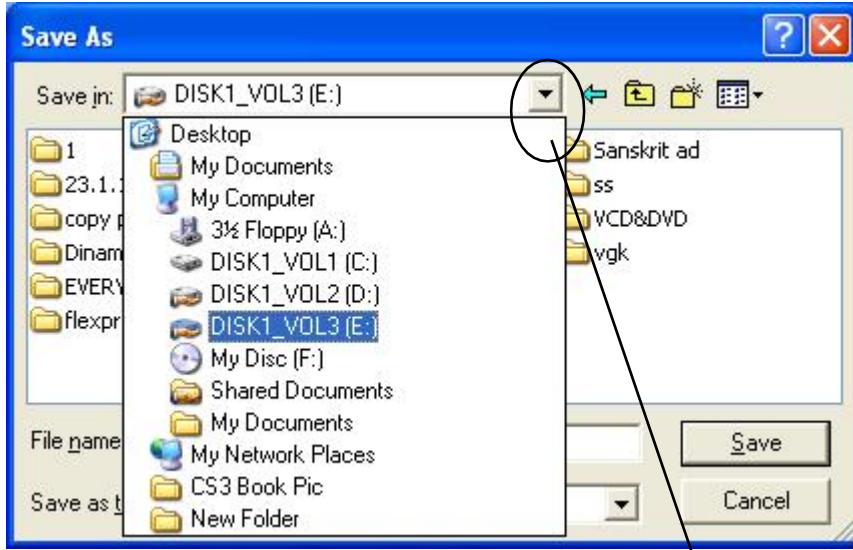 Save As
Save in: DISK1_VOL3 (E:)
Desktop
My Documents
My Computer
3½ Floppy (A:)
DISK1_VOL1 (C:)
DISK1_VOL2 (D:)
DISK1_VOL3 (E:)
My Disc (F:)
Shared Documents
My Documents
My Network Places
CS3 Book Pic
New Folder
1
23.1.1
copy p
Dinam
EVERY
flexpr
Sanskrit ad
ss
VCD&DVD
vgk
File name
Save
Save as t
Cancel